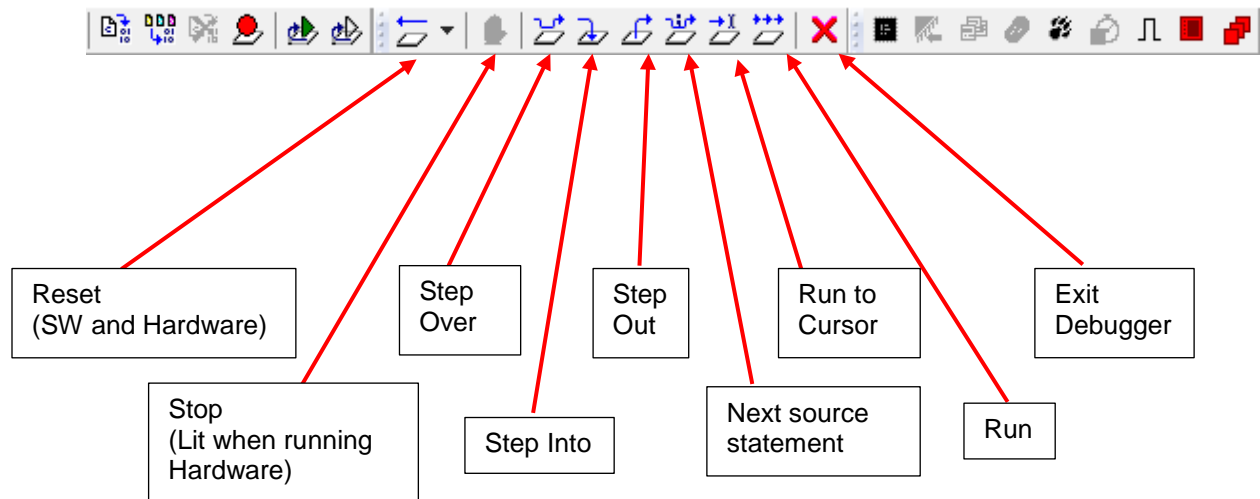 Reset
(SW and Hardware)
Step
Over
Step
Out
Run to
Cursor
Exit
Debugger
Stop
(Lit when running
Hardware)
Step Into
Next source
statement
Run